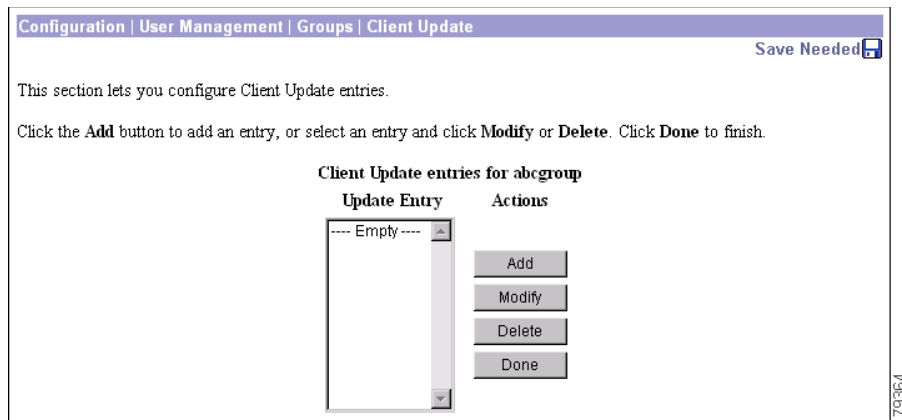 Configuration | User Management | Groups | Client Update
Save Needed
This section lets you configure Client Update entries.
Click the Add button to add an entry, or select an entry and click Modify or Delete. Click Done to finish.
Client Update entries for abcgroup
Update Entry Actions
---- Empty ----
Add
Modify
Delete
Done
79364